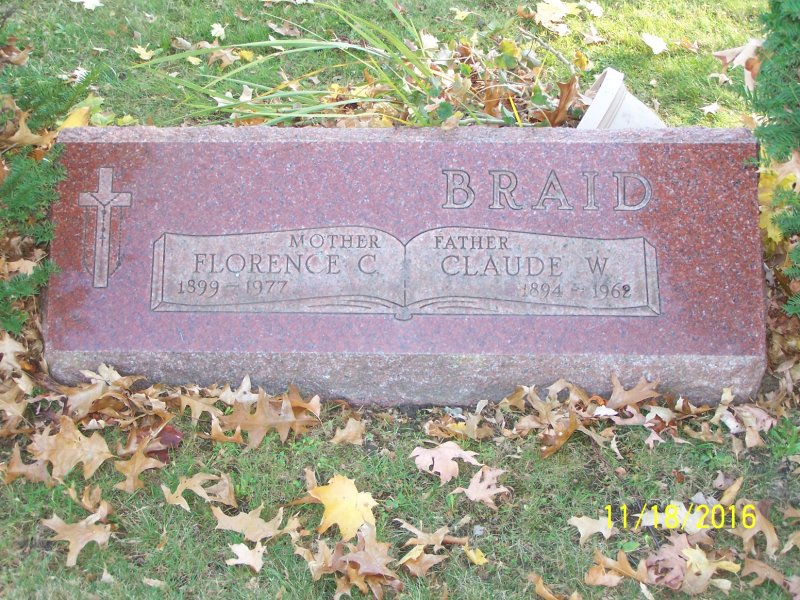 BRAID
MOTHER
FLORENCE C.
1899 - 1977
FATHER
CLAUDE W.
1894 - 1962
11/18/2016